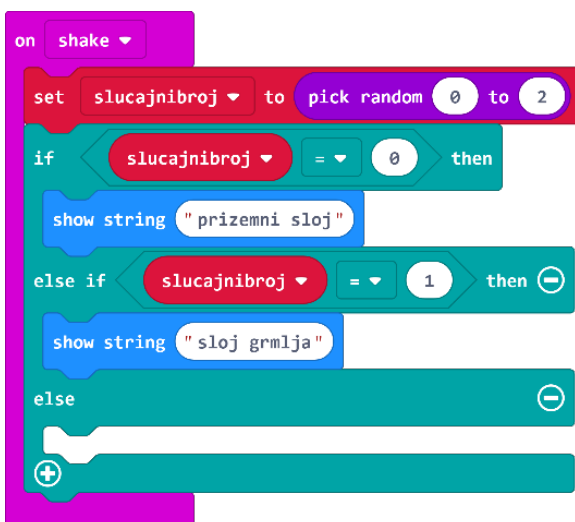 on shake
set slucajnibroj to pick random 0 to 2
if slucajnibroj = 0 then
show string "prizemni sloj"
else if slucajnibroj = 1 then
show string "sloj grmlja"
else